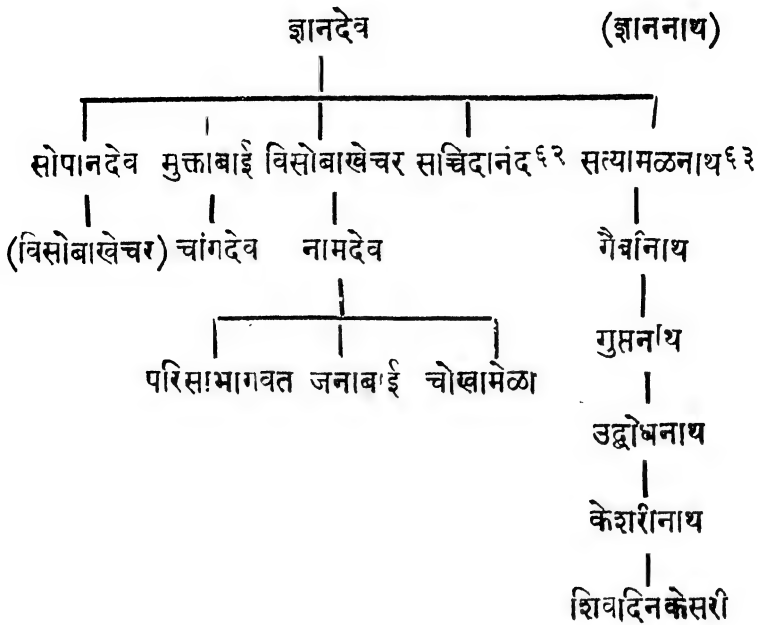 ज्ञानदेव (ज्ञाननाथ)
सोपानदेव मुक्ताबाई विसोबाखेचर सच्चिदानंद६२ सत्यामळनाथ६३
(विसोबाखेचर) चांगदेव नामदेव गैबीनाथ
गुप्तनाथ
परिसाभागवत जनाबाई चोखामेळा
उद्बोधनाथ
केशरीनाथ
शिवादिनकेसरी